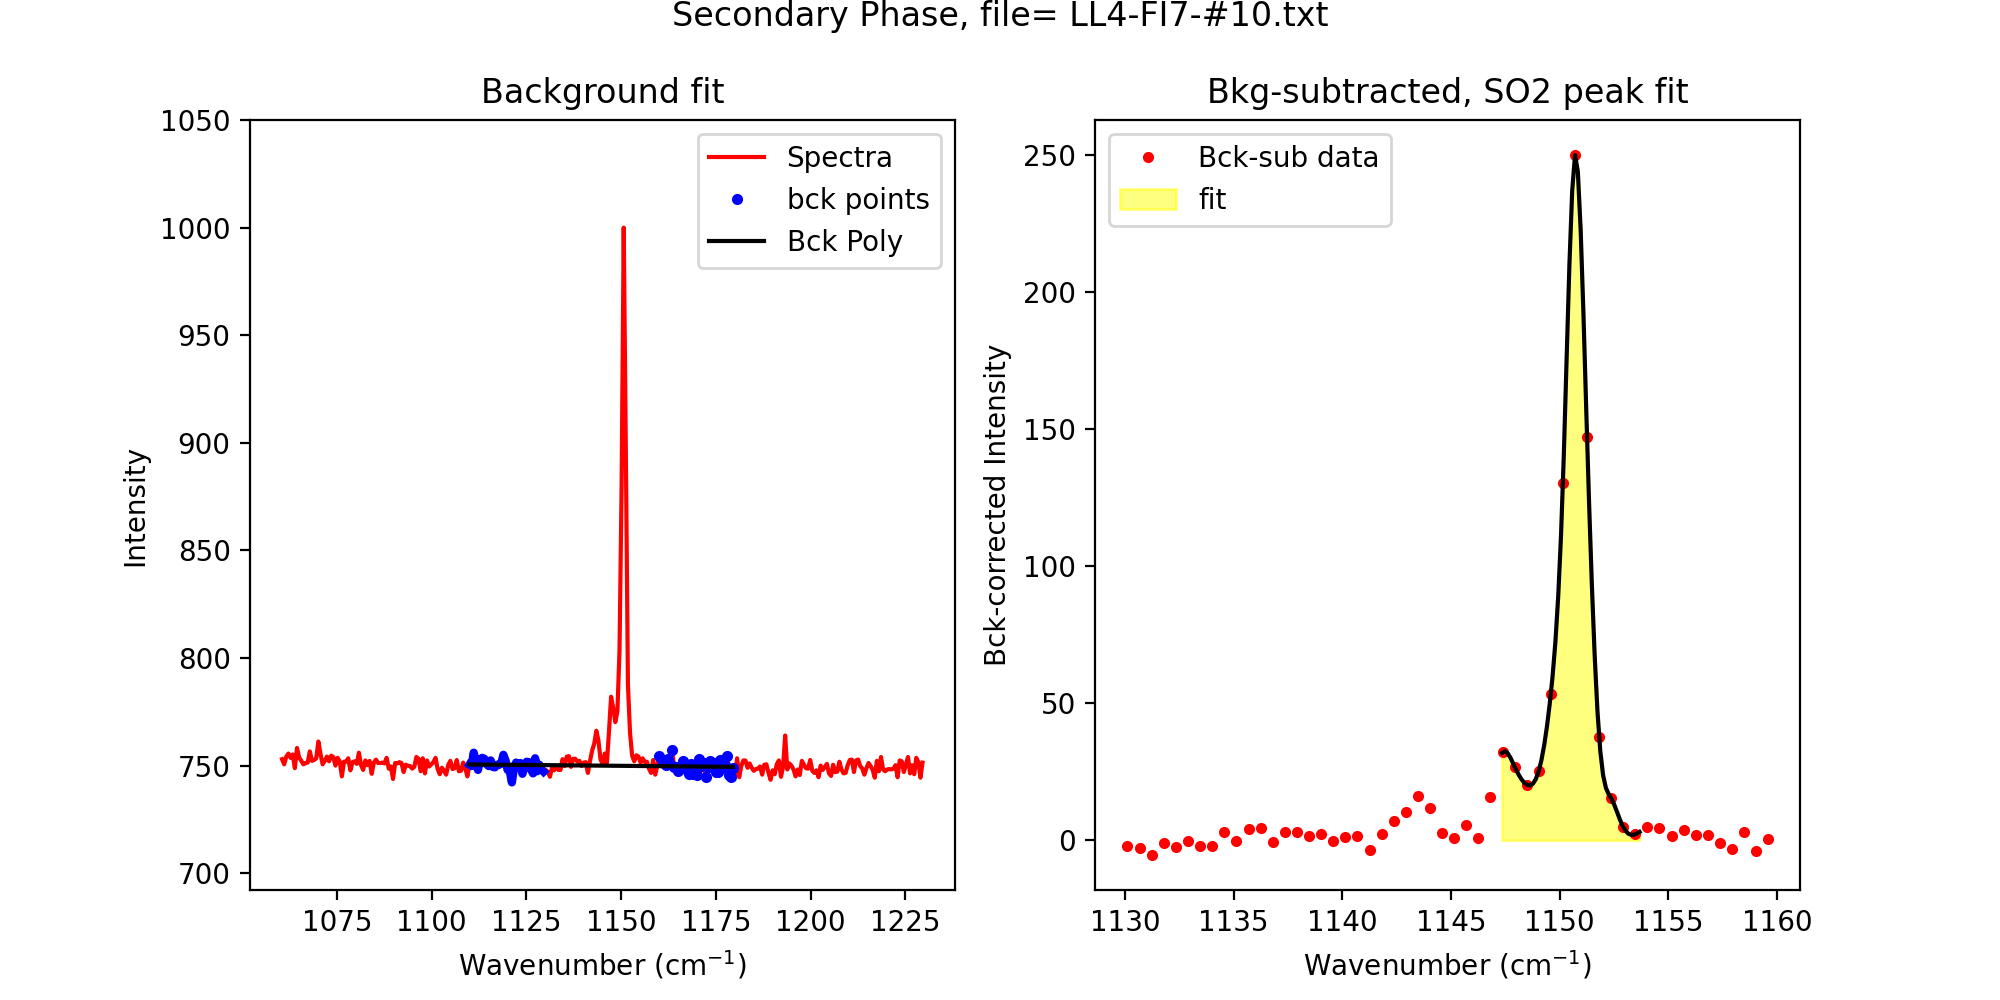 Secondary Phase, file= LL4-FI7-#10.txt
Background fit
1050
1000
950
900
850
800
750
700
Intensity
Spectra
bck points
Bck Poly
1075 1100 1125 1150 1175 1200 1225
Wavenumber (cm⁻¹)
Bkg-subtracted, SO2 peak fit
250
200
150
100
50
0
Bck-corrected Intensity
Bck-sub data
fit
1130 1135 1140 1145 1150 1155 1160
Wavenumber (cm⁻¹)